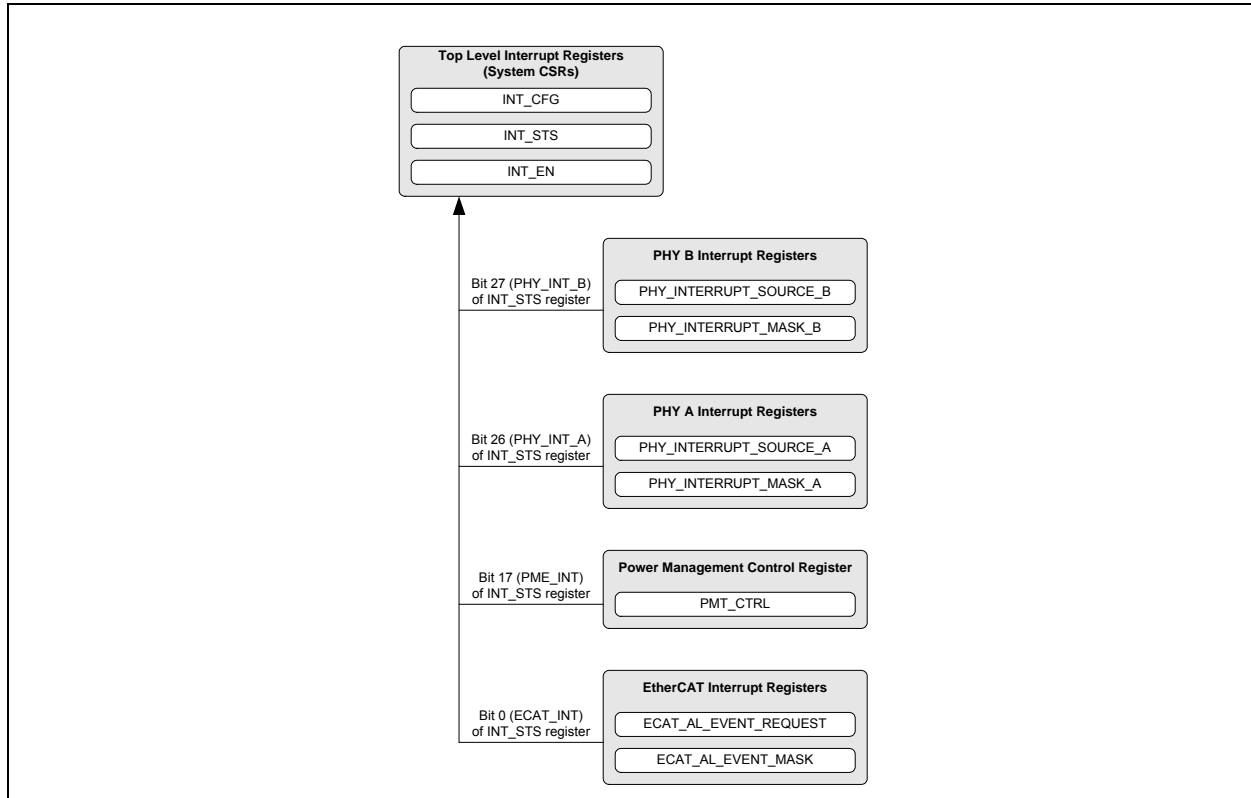 Top Level Interrupt Registers
(System CSRs)
INT_CFG
INT_STS
INT_EN
PHY B Interrupt Registers
Bit 27 (PHY_INT_B)
of INT_STS register
PHY_INTERRUPT_SOURCE_B
PHY_INTERRUPT_MASK_B
PHY A Interrupt Registers
Bit 26 (PHY_INT_A)
of INT_STS register
PHY_INTERRUPT_SOURCE_A
PHY_INTERRUPT_MASK_A
Power Management Control Register
Bit 17 (PME_INT)
of INT_STS register
PMT_CTRL
EtherCAT Interrupt Registers
Bit 0 (ECAT_INT)
of INT_STS register
ECAT_AL_EVENT_REQUEST
ECAT_AL_EVENT_MASK